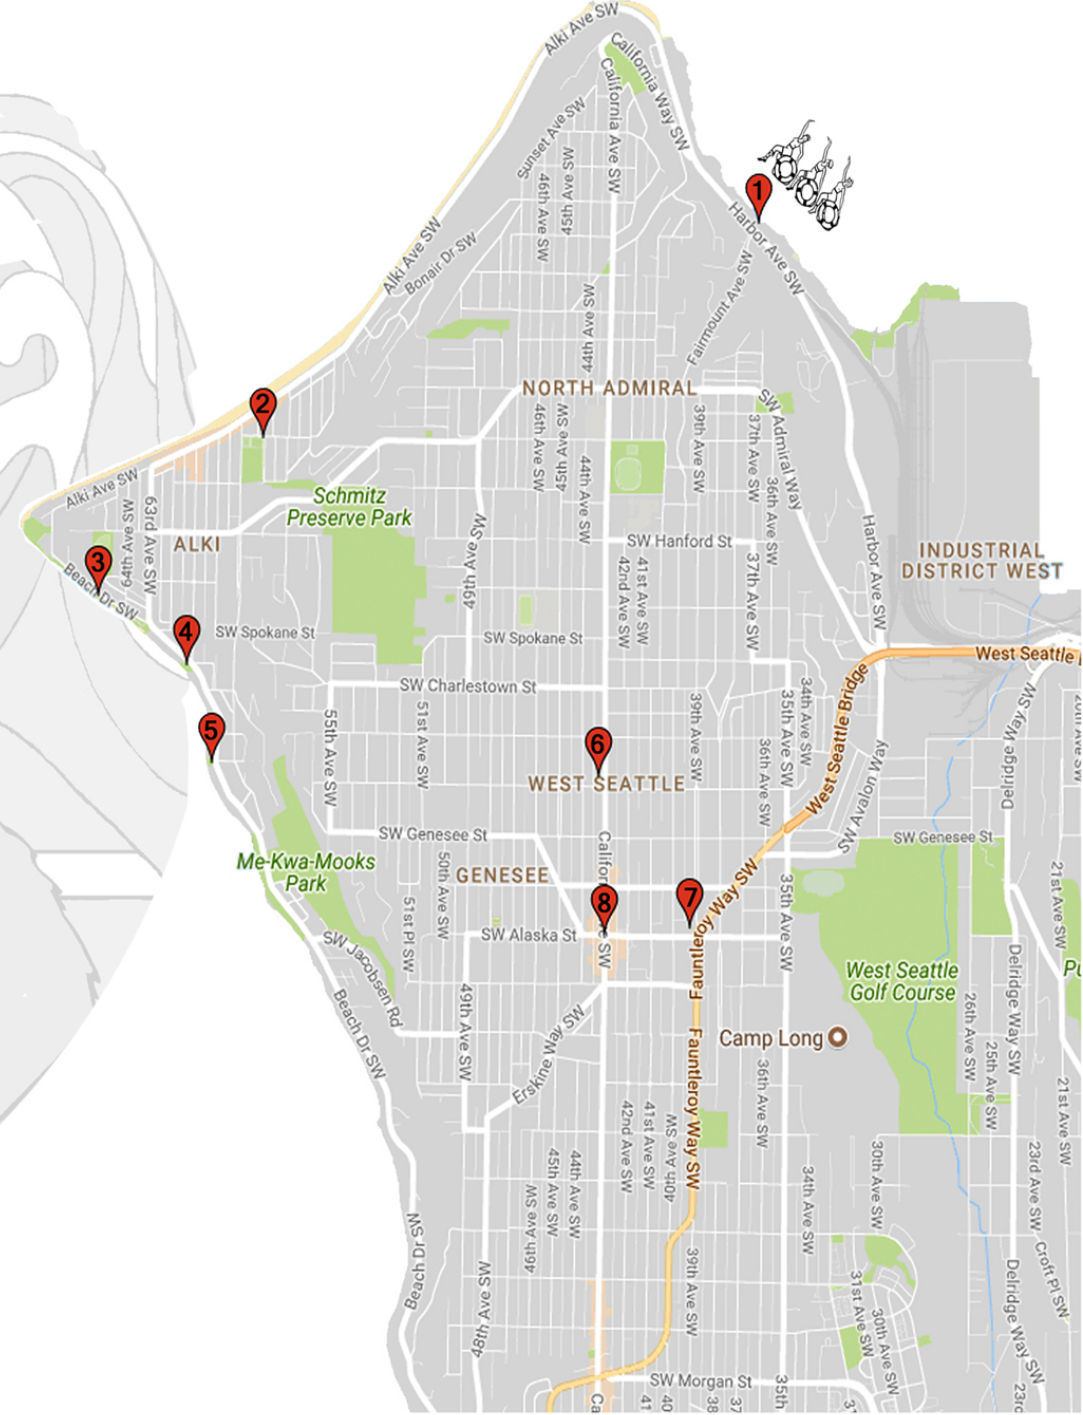 Alki Ave SW
California Way SW
California Ave SW
Sunset Ave SW
45th Ave SW
46th Ave SW
1
Harbor Ave SW
Alki Ave SW
Bonair Dr SW
Fairmount Ave SW
44th Ave SW
NORTH ADMIRAL
2
SW Admiral Way
46th Ave SW
45th Ave SW
44th Ave SW
39th Ave SW
37th Ave SW
36th Ave SW
Alki Ave SW
64th Ave SW
63rd Ave SW
Schmitz
Preserve Park
ALKI
49th Ave SW
SW Hanford St
42nd Ave SW
41st Ave SW
37th Ave SW
Harbor Ave SW
INDUSTRIAL
DISTRICT WEST
3
Beach Dr SW
4
SW Spokane St
SW Spokane St
West Seattle
SW Charlestown St
55th Ave SW
51st Ave SW
39th Ave SW
36th Ave SW
35th Ave SW
34th Ave SW
West Seattle Bridge
SW Avalon Way
Delridge Way SW
5
6
WEST SEATTLE
SW Genesee St
SW Genesee St
Me-Kwa-Mooks
Park
GENESEE
50th Ave SW
51st Pl SW
Califor
8
SW
7
Fauntleroy Way SW
35th Ave SW
21st Ave SW
SW Alaska St
SW Jacobsen Rd
West Seattle
Golf Course
Beach Dr SW
49th Ave SW
Erskine Way SW
Camp Long
Fauntleroy Way SW
36th Ave SW
26th Ave SW
25th Ave SW
Delridge Way SW
21st Ave SW
42nd Ave SW
41st Ave SW
40th Ave SW
45th Ave SW
44th Ave SW
46th Ave SW
34th Ave SW
30th Ave SW
23rd Ave SW
Croft Pl SW
Beach Dr SW
48th Ave SW
39th Ave SW
31st Ave SW
30th Ave SW
Delridge Way SW
SW Morgan St
35th
Ca
41
40
38
37
31
23rd